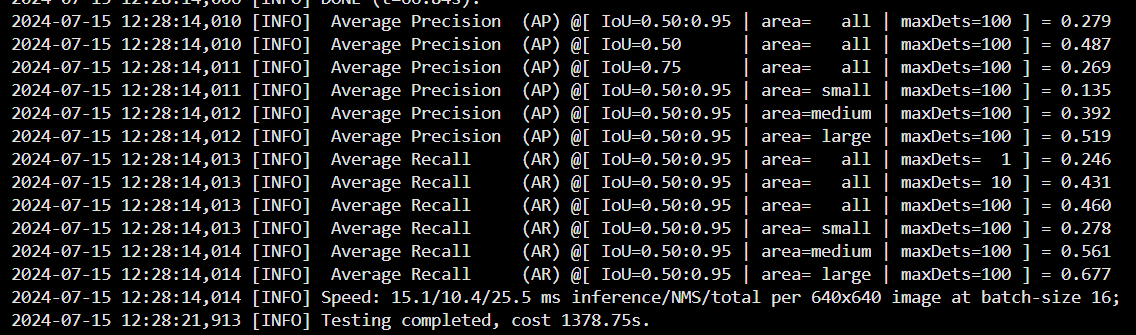 2024-07-15 12:28:14,010 [INFO] Average Precision (AP) @[ IoU=0.50:0.95 | area= all | maxDets=100 ] = 0.279
2024-07-15 12:28:14,010 [INFO] Average Precision (AP) @[ IoU=0.50 | area= all | maxDets=100 ] = 0.487
2024-07-15 12:28:14,011 [INFO] Average Precision (AP) @[ IoU=0.75 | area= all | maxDets=100 ] = 0.269
2024-07-15 12:28:14,011 [INFO] Average Precision (AP) @[ IoU=0.50:0.95 | area= small | maxDets=100 ] = 0.135
2024-07-15 12:28:14,012 [INFO] Average Precision (AP) @[ IoU=0.50:0.95 | area=medium | maxDets=100 ] = 0.392
2024-07-15 12:28:14,012 [INFO] Average Precision (AP) @[ IoU=0.50:0.95 | area= large | maxDets=100 ] = 0.519
2024-07-15 12:28:14,013 [INFO] Average Recall (AR) @[ IoU=0.50:0.95 | area= all | maxDets= 1 ] = 0.246
2024-07-15 12:28:14,013 [INFO] Average Recall (AR) @[ IoU=0.50:0.95 | area= all | maxDets= 10 ] = 0.431
2024-07-15 12:28:14,013 [INFO] Average Recall (AR) @[ IoU=0.50:0.95 | area= all | maxDets=100 ] = 0.460
2024-07-15 12:28:14,013 [INFO] Average Recall (AR) @[ IoU=0.50:0.95 | area= small | maxDets=100 ] = 0.278
2024-07-15 12:28:14,014 [INFO] Average Recall (AR) @[ IoU=0.50:0.95 | area=medium | maxDets=100 ] = 0.561
2024-07-15 12:28:14,014 [INFO] Average Recall (AR) @[ IoU=0.50:0.95 | area= large | maxDets=100 ] = 0.677
2024-07-15 12:28:14,014 [INFO] Speed: 15.1/10.4/25.5 ms inference/NMS/total per 640x640 image at batch-size 16;
2024-07-15 12:28:21,913 [INFO] Testing completed, cost 1378.75s.